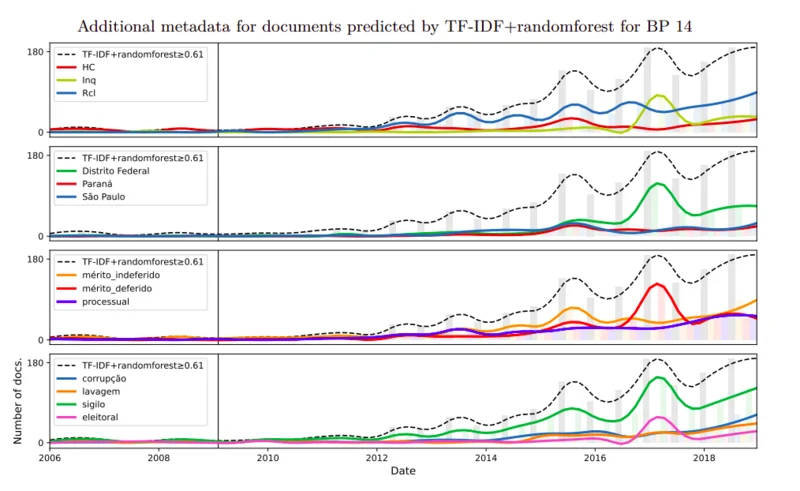 Additional metadata for documents predicted by TF-IDF+randomforest for BP 14
180
0
TF-IDF+randomforest≥0.61
HC
Inq
Rcl
180
0
TF-IDF+randomforest≥0.61
Distrito Federal
Paraná
São Paulo
180
0
TF-IDF+randomforest≥0.61
mérito_indeferido
mérito_deferido
processual
180
0
TF-IDF+randomforest≥0.61
corrupção
lavagem
sigilo
eleitoral
Number of docs.
2006 2008 2010 2012 2014 2016 2018
Date